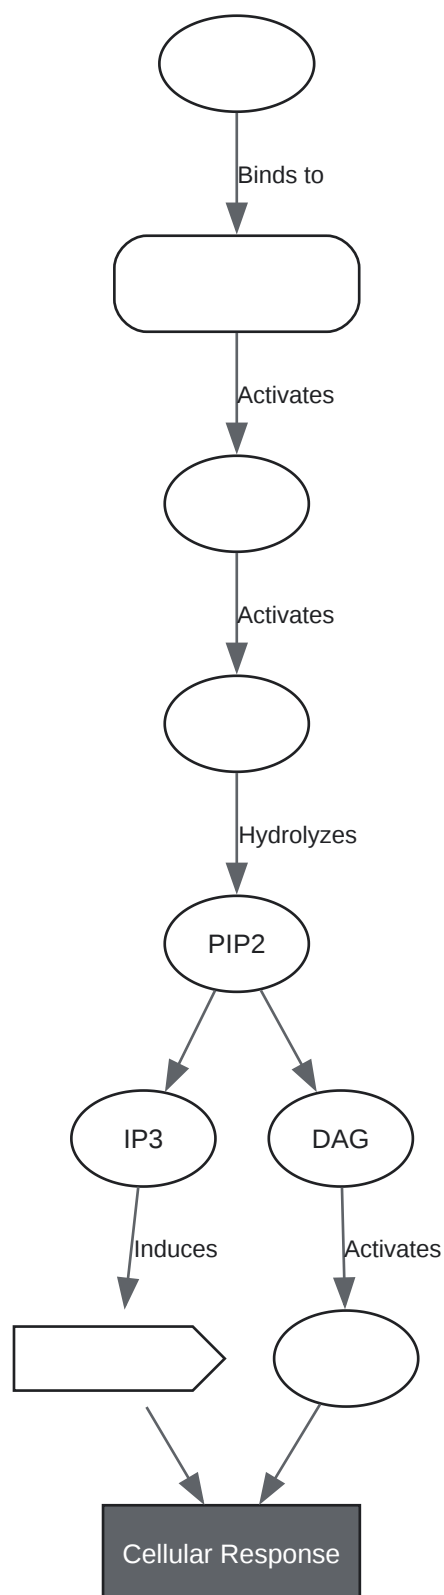 Binds to
Activates
Activates
Hydrolyzes
PIP2
IP3
DAG
Induces
Activates
Cellular Response